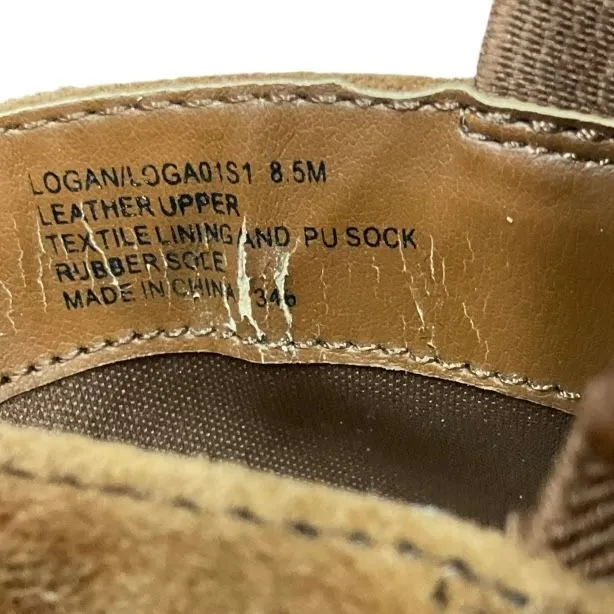 LOGAN/LOGA01S1 8.5M
LEATHER UPPER
TEXTILE LINING AND PU SOCK
RUBBER SOLE
MADE IN CHINA 346